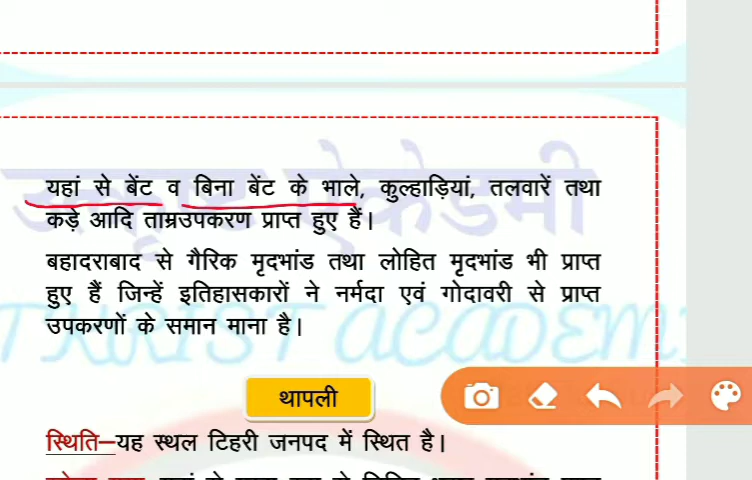 यहां से बेंट व बिना बेंट के भाले, कुल्हाड़ियां, तलवारें तथा
कड़े आदि ताम्रउपकरण प्राप्त हुए हैं।
बहादराबाद से गैरिक मृदभांड तथा लोहित मृदभांड भी प्राप्त
हुए हैं जिन्हें इतिहासकारों ने नर्मदा एवं गोदावरी से प्राप्त
उपकरणों के समान माना है।
थापली
स्थिति–यह स्थल टिहरी जनपद में स्थित है।